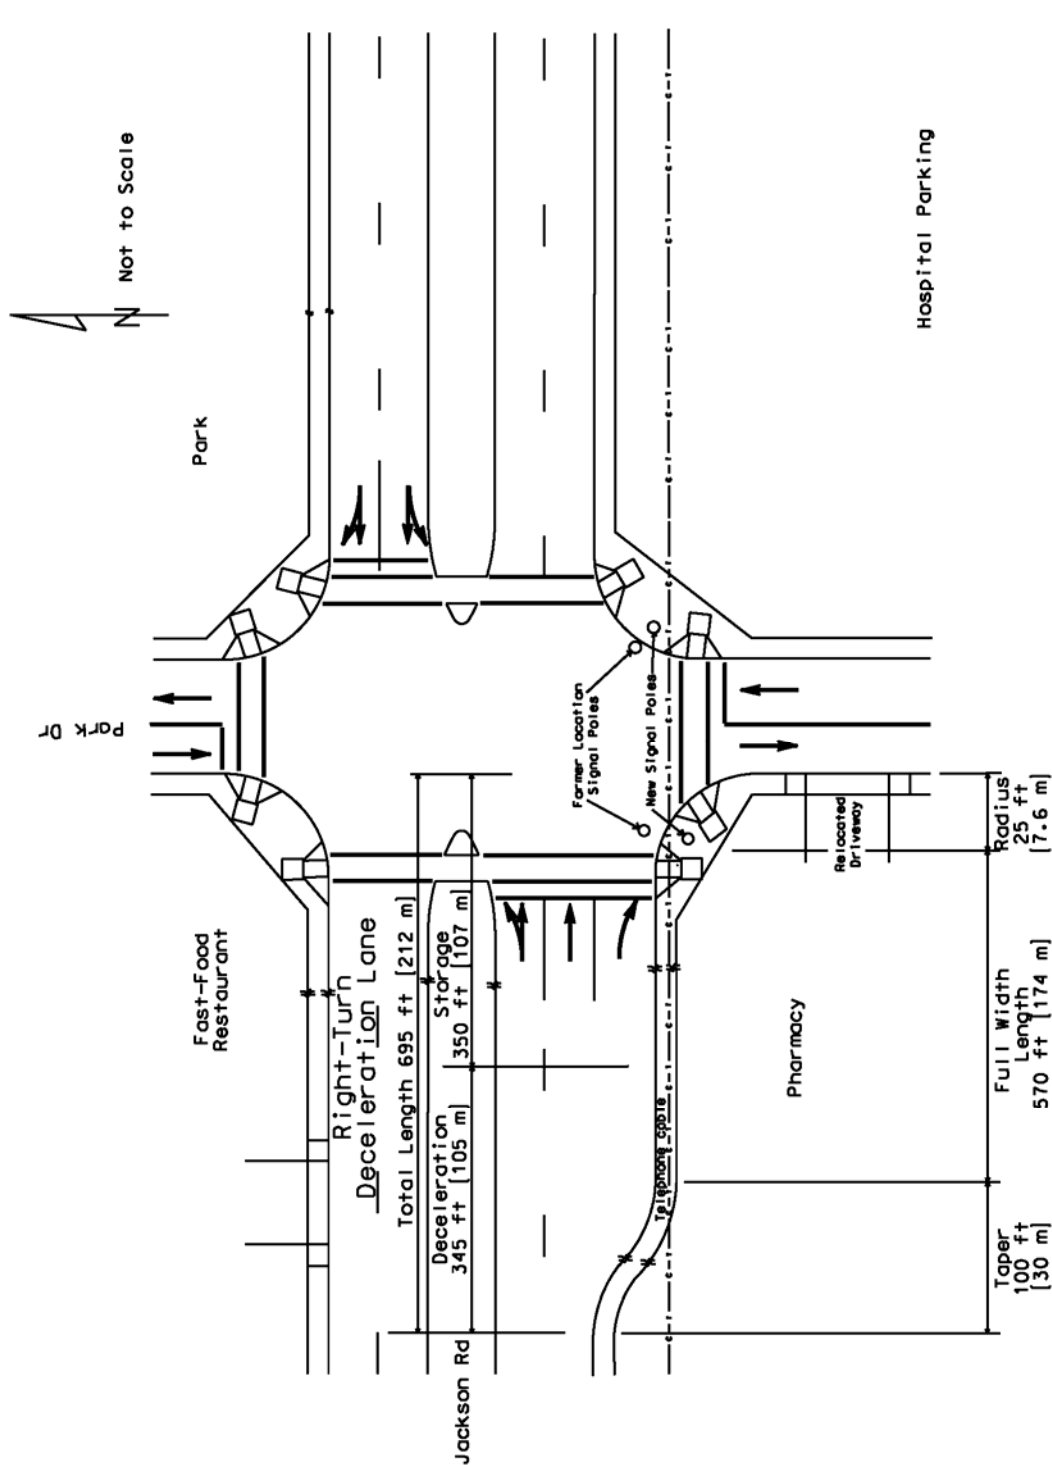 N
Not to Scale
Park
Hospital Parking
Park Dr
Former Location
Signal Poles
New Signal Poles
Fast-Food
Restaurant
Right-Turn
Deceleration Lane
Total Length 695 ft [212 m]
Storage
350 ft [107 m]
Deceleration
345 ft [105 m]
Jackson Rd
Telephone cable
Relocated
Driveway
Pharmacy
Radius
25 ft
[7.6 m]
Full Width
Length
570 ft [174 m]
Taper
100 ft
[30 m]